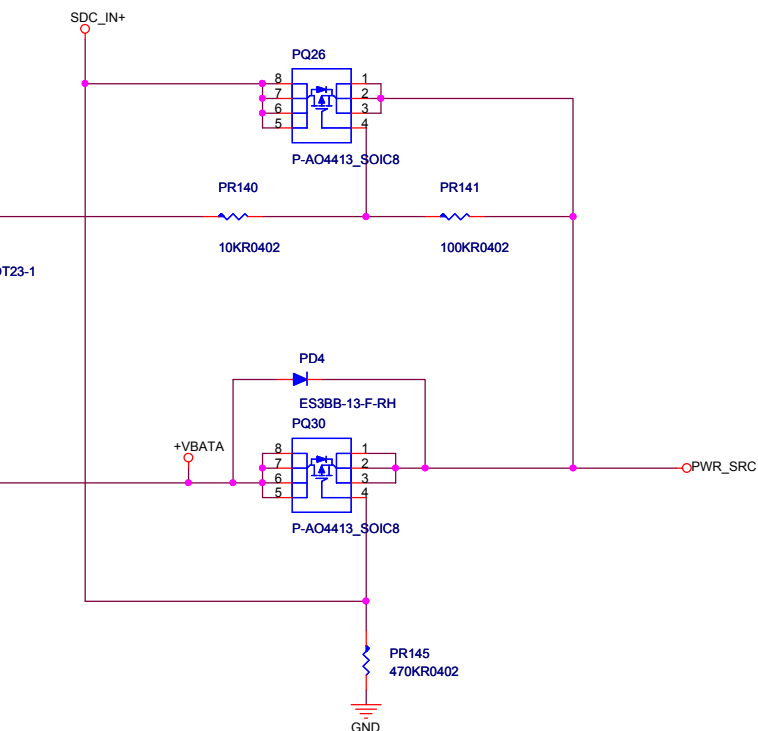 SDC_IN+
PQ26
8
7
6
5
1
2
3
4
P-AO4413_SOIC8
PR140
PR141
10KR0402
100KR0402
T23-1
PD4
ES3BB-13-F-RH
PQ30
+VBATA
8
7
6
5
1
2
3
4
PWR_SRC
P-AO4413_SOIC8
PR145
470KR0402
GND